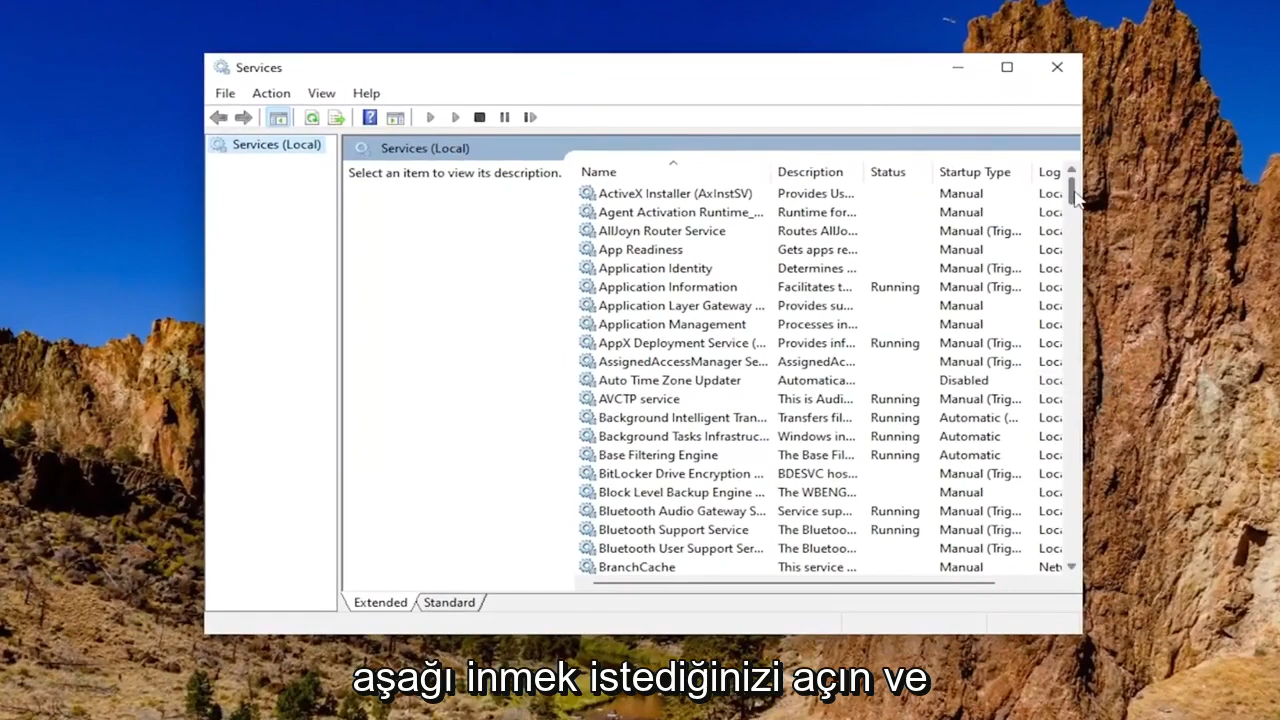 Services
File Action View Help
Services (Local)
Services (Local)
Select an item to view its description.
Name Description Status Startup Type Log
ActiveX Installer (AxInstSV) Provides Us... Manual Loca
Agent Activation Runtime_... Runtime for... Manual Loca
AllJoyn Router Service Routes AllJo... Manual (Trig... Loca
App Readiness Gets apps re... Manual Loca
Application Identity Determines ... Manual (Trig... Loca
Application Information Facilitates t... Running Manual (Trig... Loca
Application Layer Gateway ... Provides su... Manual Loca
Application Management Processes in... Manual Loca
AppX Deployment Service (... Provides inf... Running Manual (Trig... Loca
AssignedAccessManager Se... AssignedAc... Manual (Trig... Loca
Auto Time Zone Updater Automatica... Disabled Loca
AVCTP service This is Audi... Running Manual (Trig... Loca
Background Intelligent Tran... Transfers fil... Running Automatic (... Loca
Background Tasks Infrastruc... Windows in... Running Automatic Loca
Base Filtering Engine The Base Fil... Running Automatic Loca
BitLocker Drive Encryption ... BDESVC hos... Manual (Trig... Loca
Block Level Backup Engine ... The WBENG... Manual Loca
Bluetooth Audio Gateway S... Service sup... Running Manual (Trig... Loca
Bluetooth Support Service The Bluetoo... Running Manual (Trig... Loca
Bluetooth User Support Ser... The Bluetoo... Manual (Trig... Loca
BranchCache This service ... Manual Net
Extended Standard
aşağı inmek istediğinizi açın ve